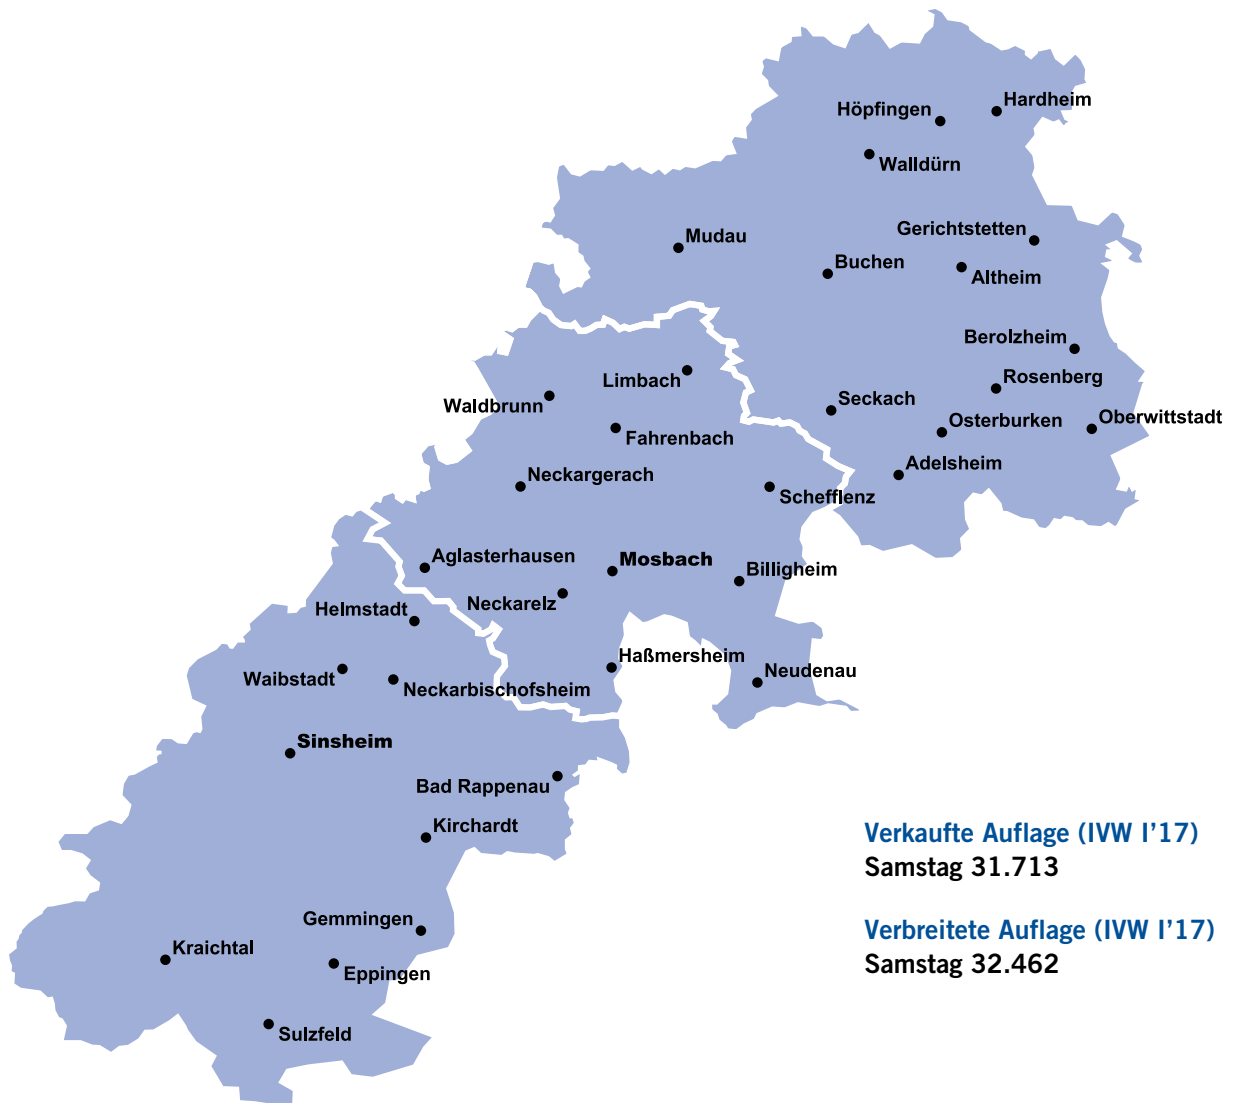 Hardheim
Höpfingen
Walldürn
Gerichtstetten
Mudau
Buchen
Altheim
Berolzheim
Limbach
Rosenberg
Waldbrunn
Seckach
Oberwittstadt
Osterburken
Fahrenbach
Adelsheim
Neckargerach
Schefflenz
Aglasterhausen
Mosbach
Billigheim
Neckarelz
Helmstadt
Haßmersheim
Neudenau
Waibstadt
Neckarbischofsheim
Sinsheim
Bad Rappenau
Kirchardt
Gemmingen
Kraichtal
Eppingen
Sulzfeld
Verkaufte Auflage (IVW I’17)
Samstag 31.713
Verbreitete Auflage (IVW I’17)
Samstag 32.462